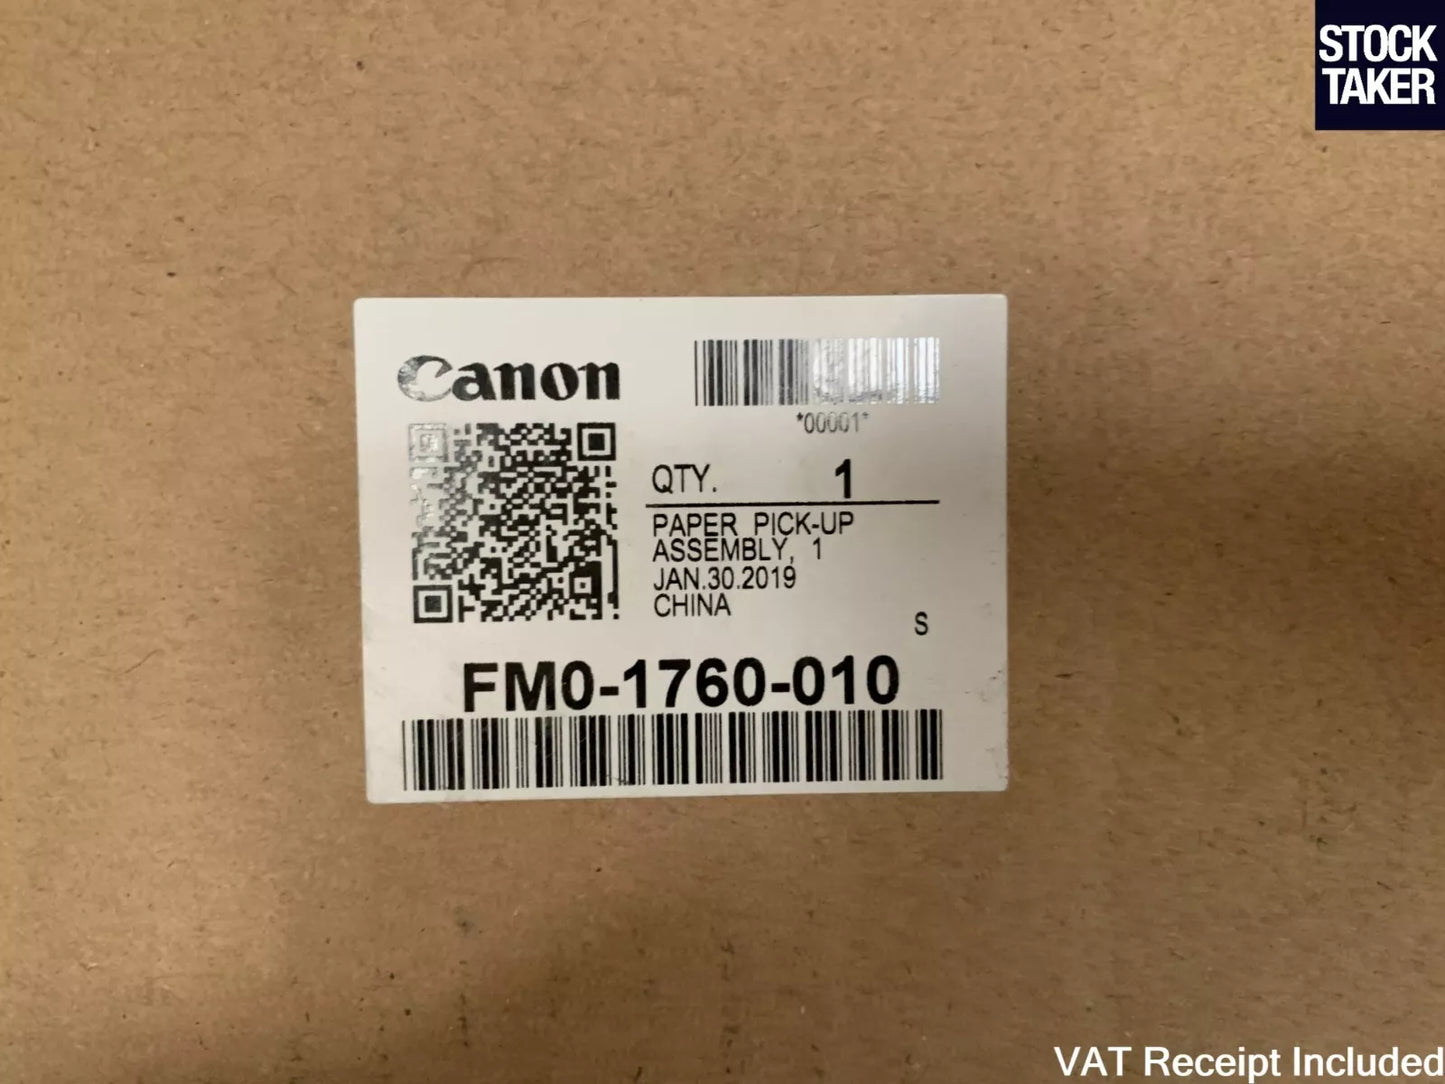 STOCK
TAKER
Canon
*00001*
QTY. 1
PAPER PICK-UP
ASSEMBLY, 1
JAN.30.2019
CHINA
S
FM0-1760-010
VAT Receipt Included